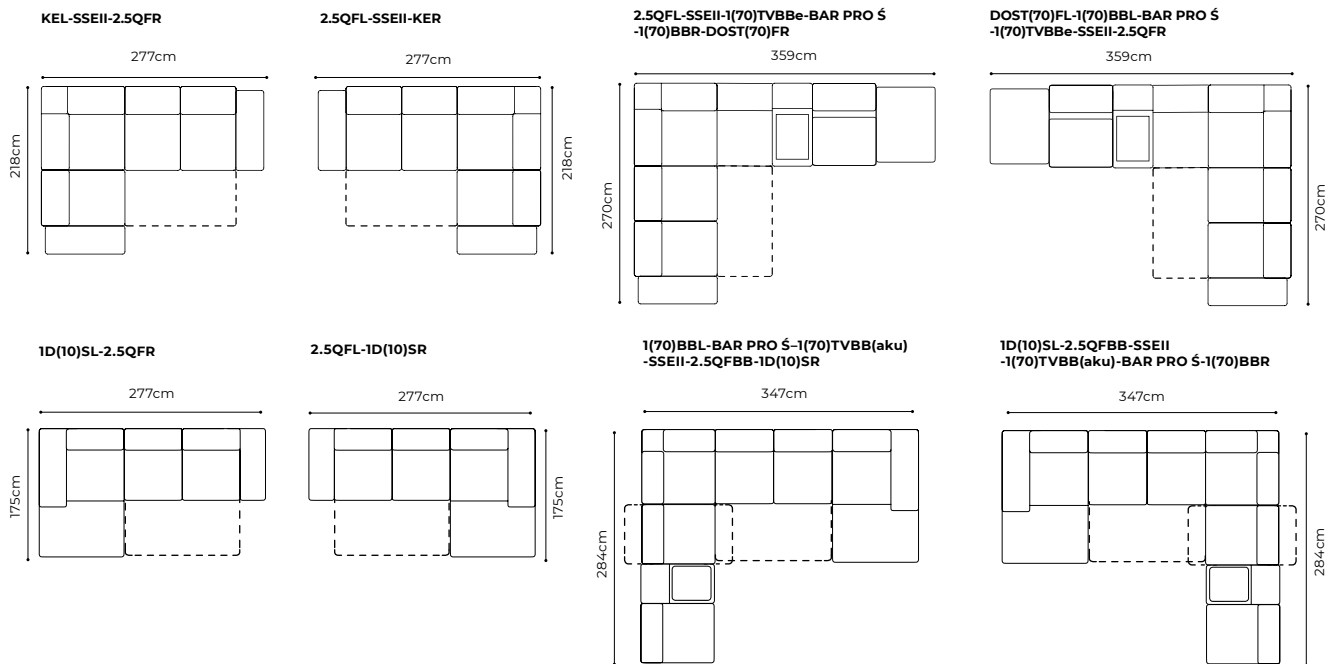 KEL-SSEII-2.5QFR
277cm
218cm
2.5QFL-SSEII-KER
277cm
218cm
2.5QFL-SSEII-1(70)TVBBe-BAR PRO Ś
-1(70)BBR-DOST(70)FR
359cm
270cm
DOST(70)FL-1(70)BBL-BAR PRO Ś
-1(70)TVBBe-SSEII-2.5QFR
359cm
270cm
1D(10)SL-2.5QFR
277cm
175cm
2.5QFL-1D(10)SR
277cm
175cm
1(70)BBL-BAR PRO Ś–1(70)TVBB(aku)
-SSEII-2.5QFBB-1D(10)SR
347cm
284cm
1D(10)SL-2.5QFBB-SSEII
-1(70)TVBB(aku)-BAR PRO Ś-1(70)BBR
347cm
284cm